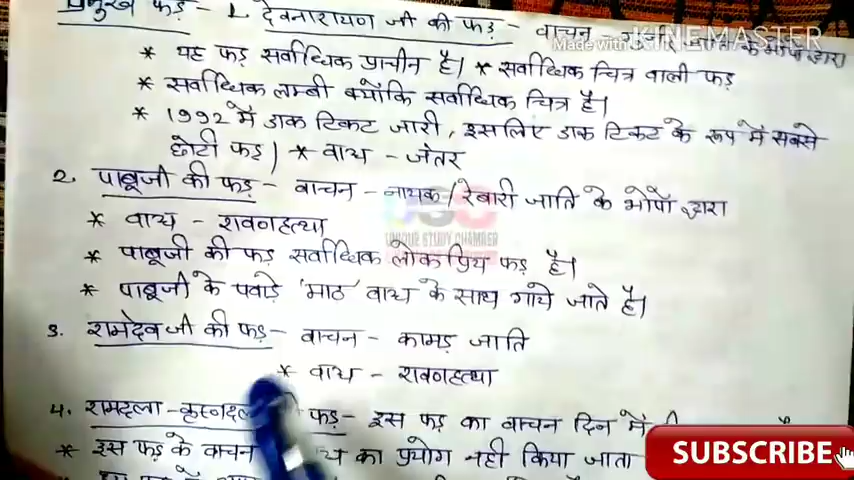 प्रमुख फड़ - 1. देवनारायण जी की फड़ - वाचन - गुर्जर जाति के भोपों द्वारा
Made with KINEMASTER
* यह फड़ सर्वाधिक प्राचीन है। * सर्वाधिक चित्र वाली फड़
* सर्वाधिक लम्बी क्योंकि सर्वाधिक चित्र है।
* 1992 में डाक टिकट जारी, इसलिए डाक टिकट के रूप में सबसे
छोटी फड़। * वाद्य - जंतर
2. पाबूजी की फड़ - वाचन - नायक / रेबारी जाति के भोपों द्वारा
* वाद्य - रावणहत्था
UNIQUE STUDY CHAMBER
* पाबूजी की फड़ सर्वाधिक लोकप्रिय फड़ है।
* पाबूजी के पवाड़े 'माठ' वाद्य के साथ गाये जाते है।
3. रामदेव जी की फड़ - वाचन - कामड़ जाति
* वाद्य - रावणहत्था
4. रामदला - कृष्णदला फड़ - इस फड़ का वाचन दिन में
* इस फड़ के वाचन का प्रयोग नही किया जाता
SUBSCRIBE